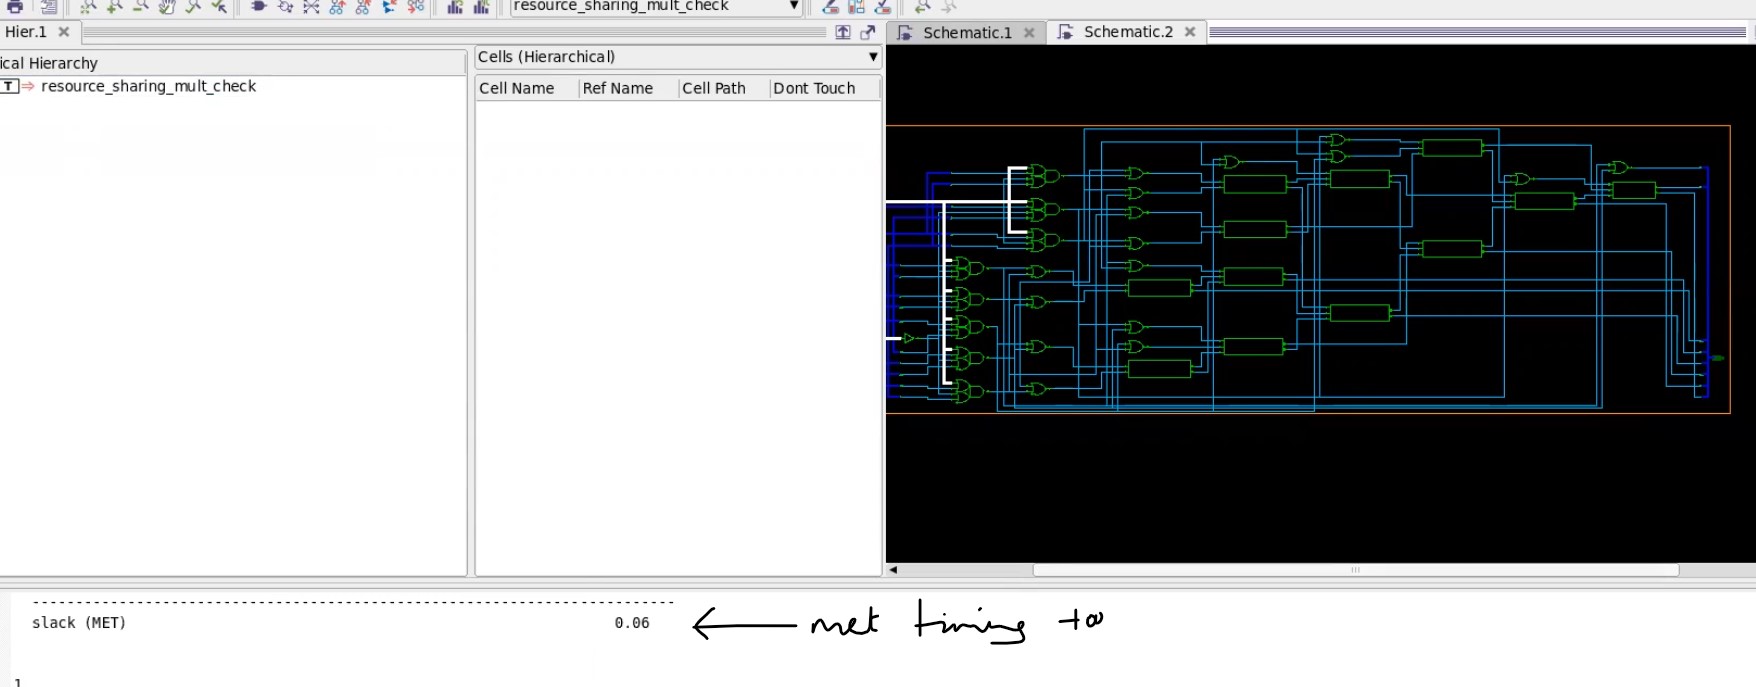 resource_sharing_mult_check
Hier.1
Schematic.1
Schematic.2
ical Hierarchy
T resource_sharing_mult_check
Cells (Hierarchical)
Cell Name Ref Name Cell Path Dont Touch
--------------------------------------------------------------------------
slack (MET) 0.06 ← met timing too
1